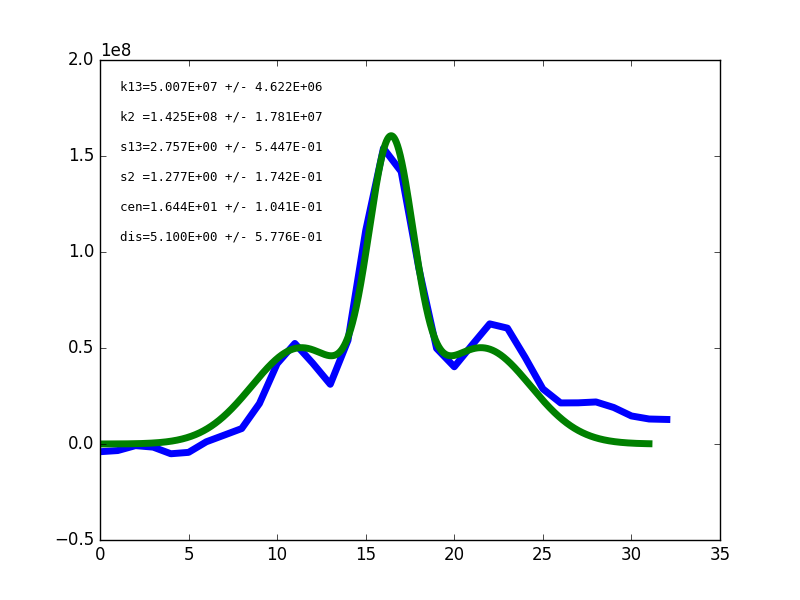 1e8
2.0
k13=5.007E+07 +/- 4.622E+06
k2 =1.425E+08 +/- 1.781E+07
1.5
s13=2.757E+00 +/- 5.447E-01
s2 =1.277E+00 +/- 1.742E-01
cen=1.644E+01 +/- 1.041E-01
dis=5.100E+00 +/- 5.776E-01
1.0
0.5
0.0
−0.5
0 5 10 15 20 25 30 35